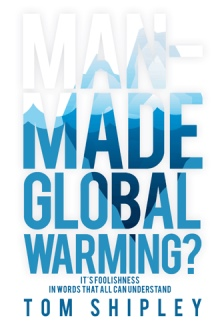 MAN-
MADE
GLOBAL
WARMING?
IT'S FOOLISHNESS
IN WORDS THAT ALL CAN UNDERSTAND
TOM SHIPLEY